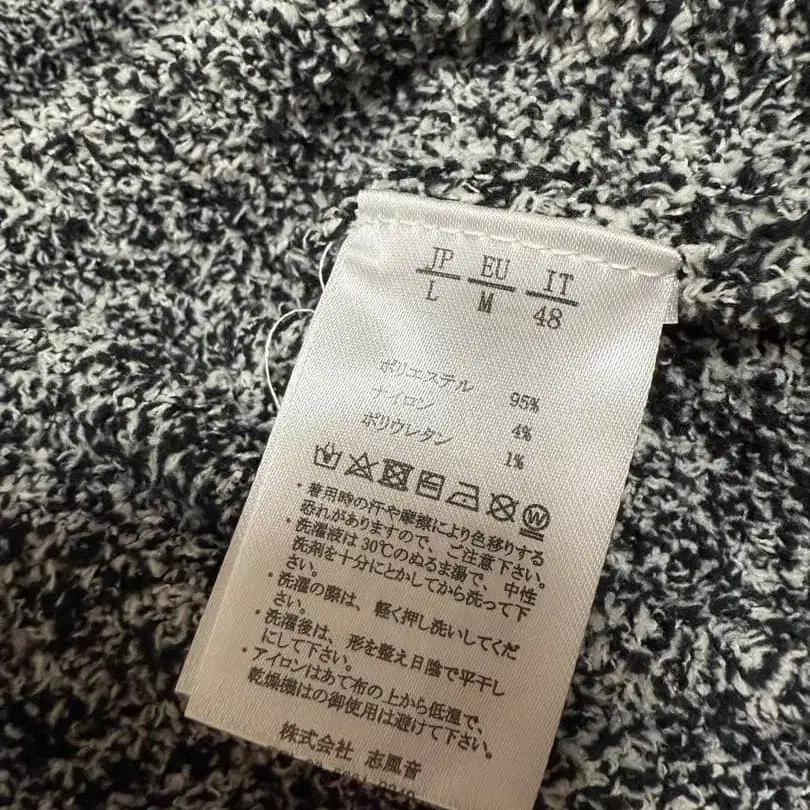 JP EU IT
L M 48
ポリエステル 95%
ナイロン 4%
ポリウレタン 1%
W
・着用時の汗や摩擦により色移りする
恐れがありますので、ご注意下さい。
・洗濯液は30℃のぬるま湯で、中性
洗剤を十分にとかしてから洗って下
さい。
・洗濯の際は、軽く押し洗いしてくだ
さい。
・洗濯後は、形を整え日陰で平干し
にして下さい。
・アイロンはあて布の上から低温で、
乾燥機はの御使用は避けて下さい。
株式会社 志風音